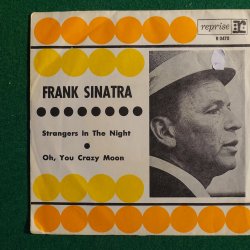 reprise
R 0470
FRANK SINATRA
Strangers In The Night
Oh, You Crazy Moon